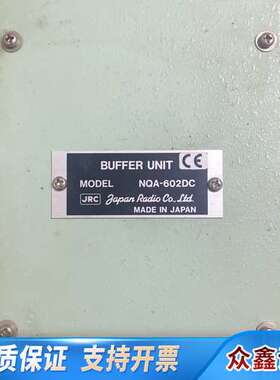 BUFFER UNIT CE
MODEL NQA-602DC
JRC Japan Radio Co., Ltd.
MADE IN JAPAN
质保证 支持开票
众鑫